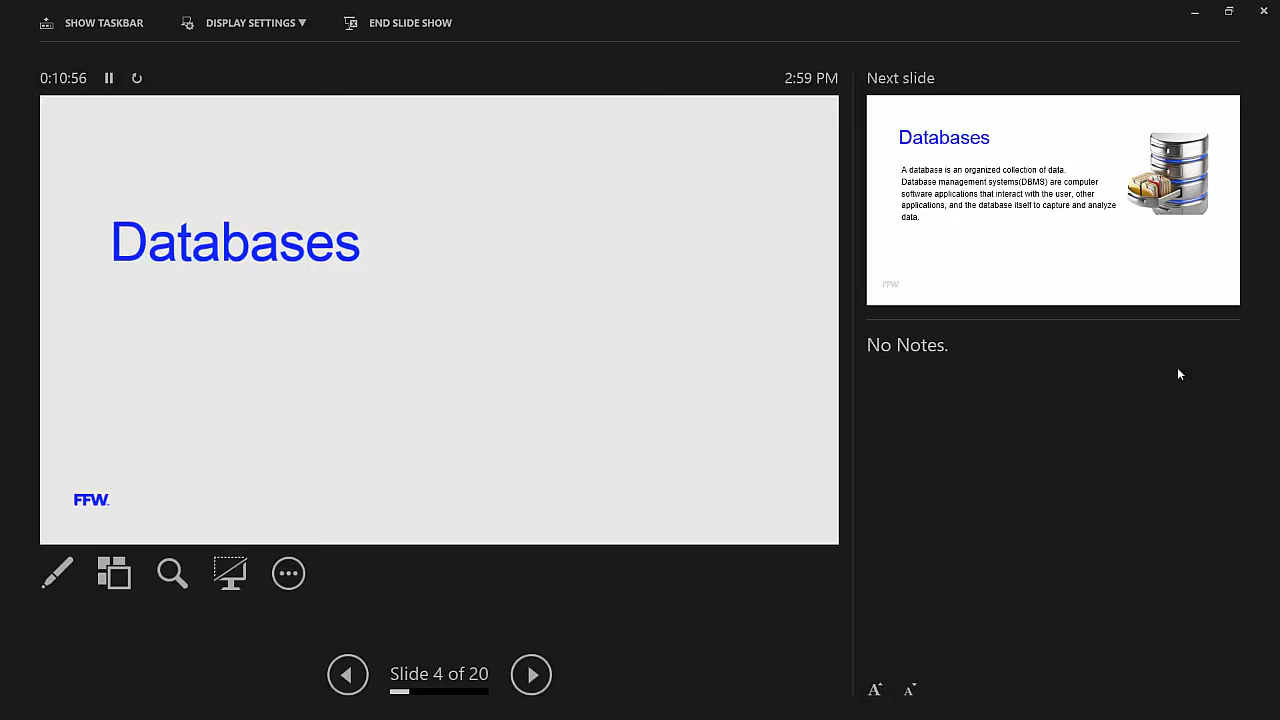 SHOW TASKBAR
DISPLAY SETTINGS ▼
END SLIDE SHOW
0:10:56
2:59 PM
Databases
FFW.
Slide 4 of 20
Next slide
Databases
A database is an organized collection of data.
Database management systems(DBMS) are computer
software applications that interact with the user, other
applications, and the database itself to capture and analyze
data.
FFW.
No Notes.
A A